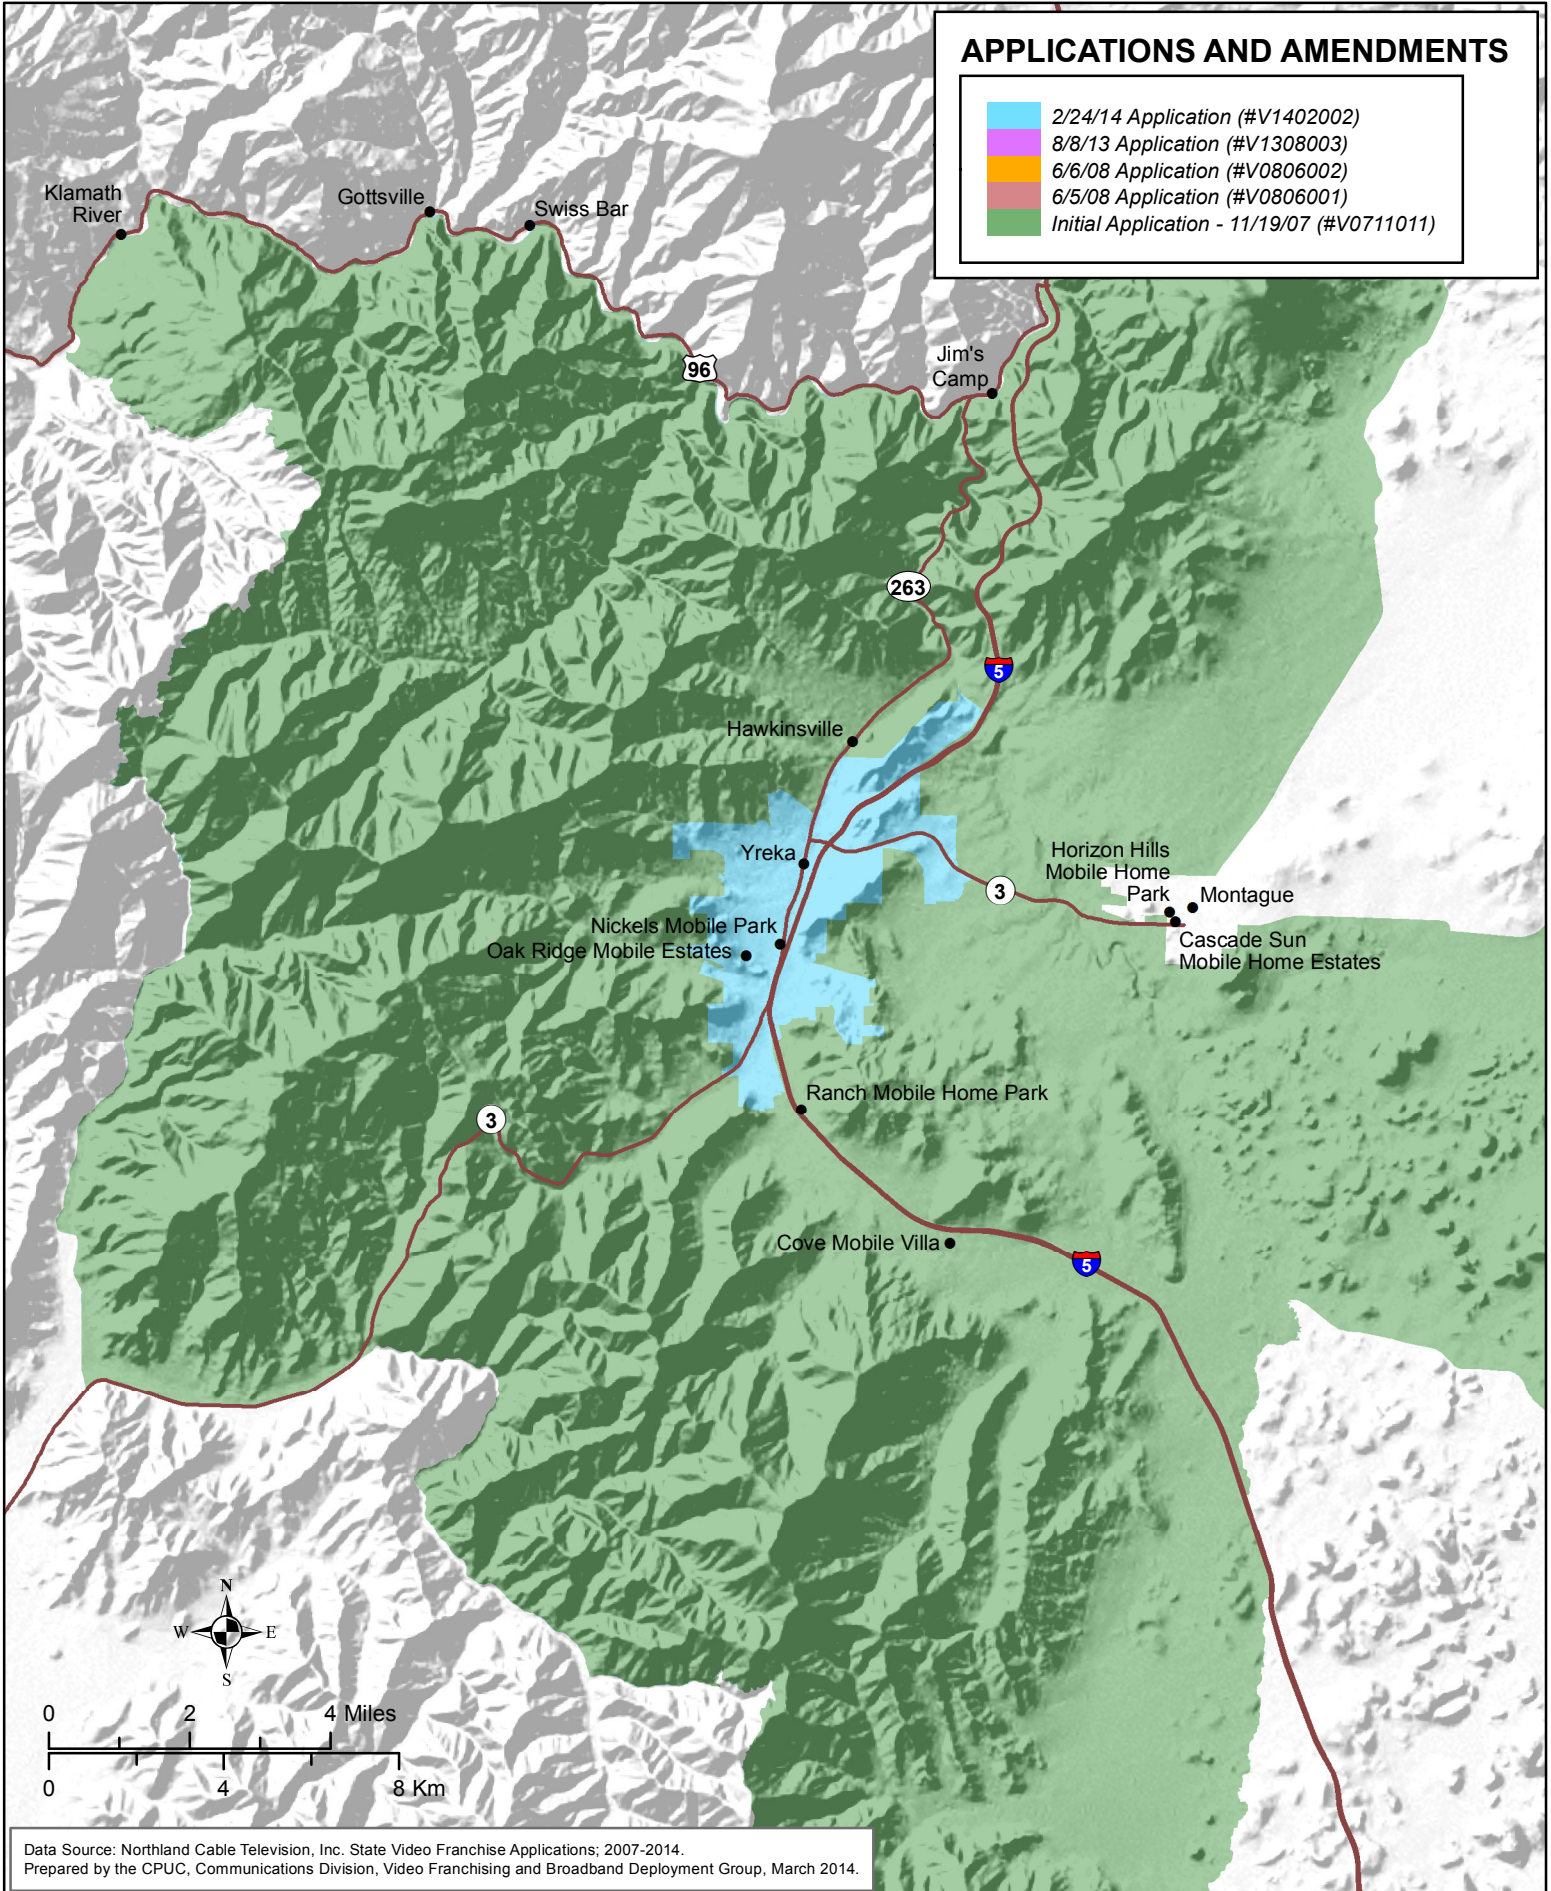 APPLICATIONS AND AMENDMENTS
2/24/14 Application (#V1402002)
8/8/13 Application (#V1308003)
6/6/08 Application (#V0806002)
6/5/08 Application (#V0806001)
Initial Application - 11/19/07 (#V0711011)
Klamath
River
Gottsville
Swiss Bar
96
Jim's
Camp
263
5
Hawkinsville
Yreka
Horizon Hills
Mobile Home
Park
3
Montague
Nickels Mobile Park
Oak Ridge Mobile Estates
Cascade Sun
Mobile Home Estates
Ranch Mobile Home Park
3
Cove Mobile Villa
5
N
W E
S
0 2 4 Miles
0 4 8 Km
Data Source: Northland Cable Television, Inc. State Video Franchise Applications; 2007-2014.
Prepared by the CPUC, Communications Division, Video Franchising and Broadband Deployment Group, March 2014.